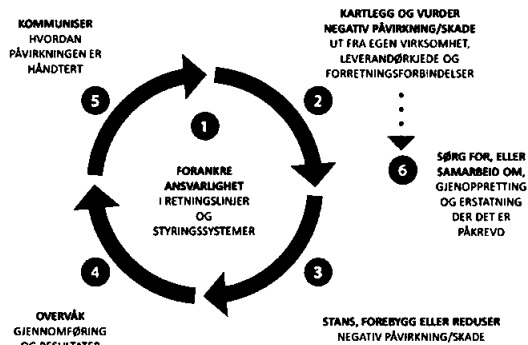 KOMMUNISER
HVORDAN
PÅVIRKNINGEN ER
HÅNDTERT
5
1
FORANKRE
ANSVARLIGHET
I RETNINGSLINJER
OG
STYRINGSSYSTEMER
KARTLEGG OG VURDER
NEGATIV PÅVIRKNING/SKADE
UT FRA EGEN VIRKSOMHET,
LEVERANDØRKJEDE OG
FORRETNINGSFORBINDELSER
2
6
SØRG FOR, ELLER
SAMARBEID OM,
GJENOPPRETTING
OG ERSTATNING
DER DET ER
PÅKREVD
3
STANS, FOREBYGG ELLER REDUSER
NEGATIV PÅVIRKNING/SKADE
4
OVERVÅK
GJENNOMFØRING
OG RESULTATER